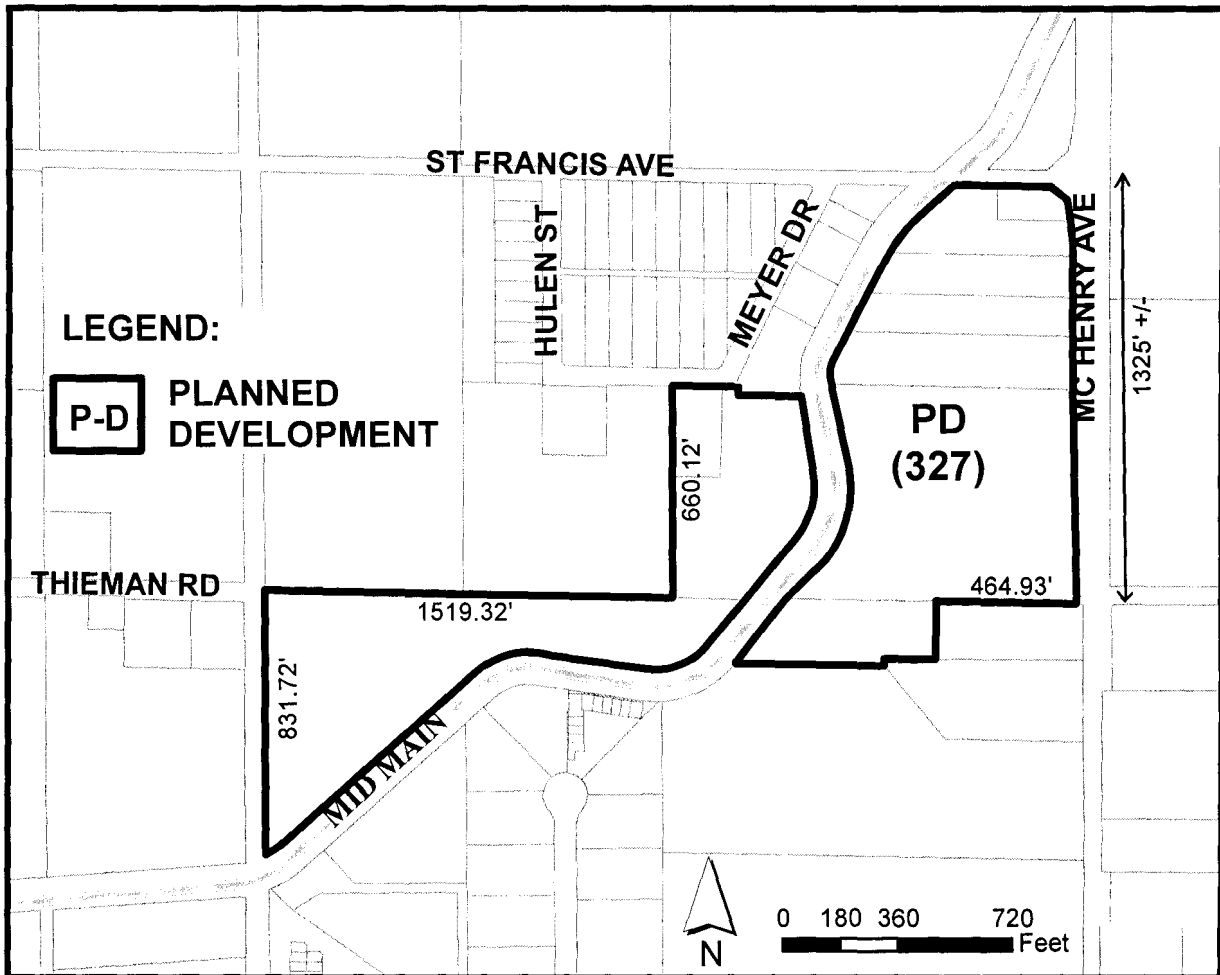 ST FRANCIS AVE
HULEN ST
MEYER DR
MC HENRY AVE
1325' +/-
LEGEND:
P-D
PLANNED
DEVELOPMENT
PD
(327)
660.12'
THIEMAN RD
1519.32'
464.93'
831.72'
MID MAIN
N
0 180 360 720
Feet